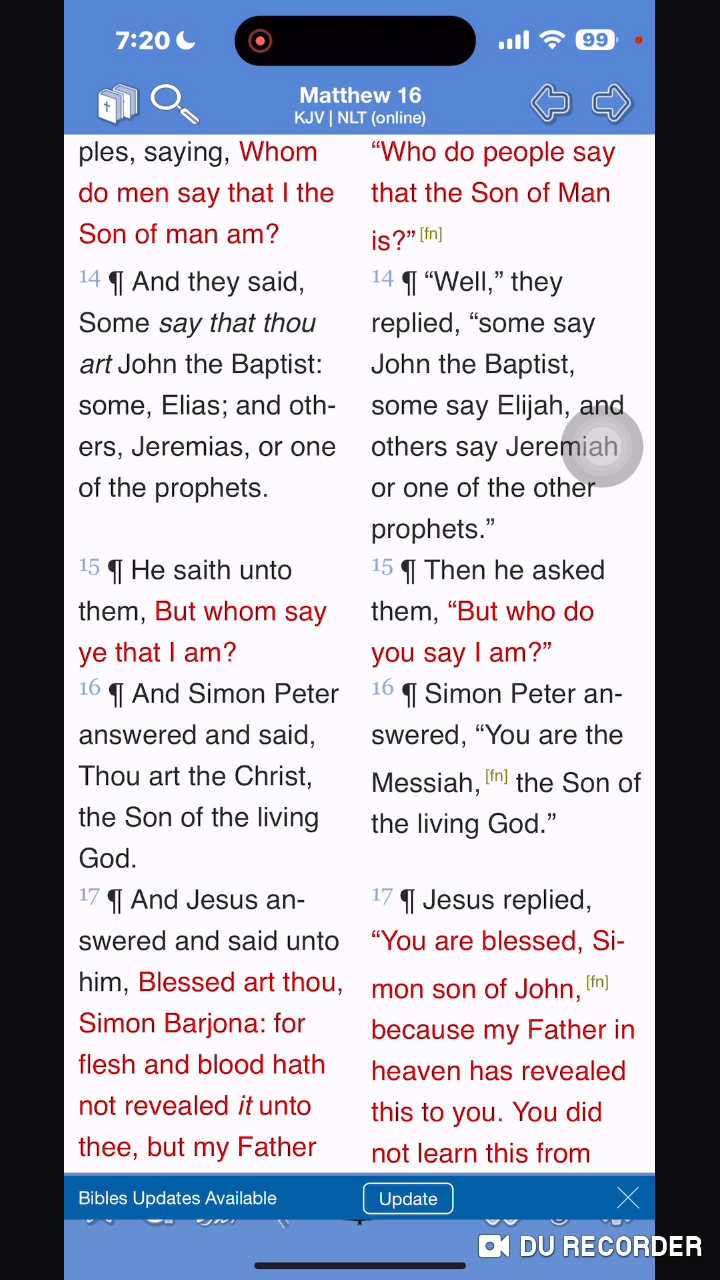 7:20
99
Matthew 16
KJV | NLT (online)
ples, saying, Whom
do men say that I the
Son of man am?
14 ¶ And they said,
Some say that thou
art John the Baptist:
some, Elias; and oth-
ers, Jeremias, or one
of the prophets.
15 ¶ He saith unto
them, But whom say
ye that I am?
16 ¶ And Simon Peter
answered and said,
Thou art the Christ,
the Son of the living
God.
17 ¶ And Jesus an-
swered and said unto
him, Blessed art thou,
Simon Barjona: for
flesh and blood hath
not revealed it unto
thee, but my Father
“Who do people say
that the Son of Man
is?” [fn]
14 ¶ “Well,” they
replied, “some say
John the Baptist,
some say Elijah, and
others say Jeremiah
or one of the other
prophets.”
15 ¶ Then he asked
them, “But who do
you say I am?”
16 ¶ Simon Peter an-
swered, “You are the
Messiah, [fn] the Son of
the living God.”
17 ¶ Jesus replied,
“You are blessed, Si-
mon son of John, [fn]
because my Father in
heaven has revealed
this to you. You did
not learn this from
Bibles Updates Available
Update
DU RECORDER